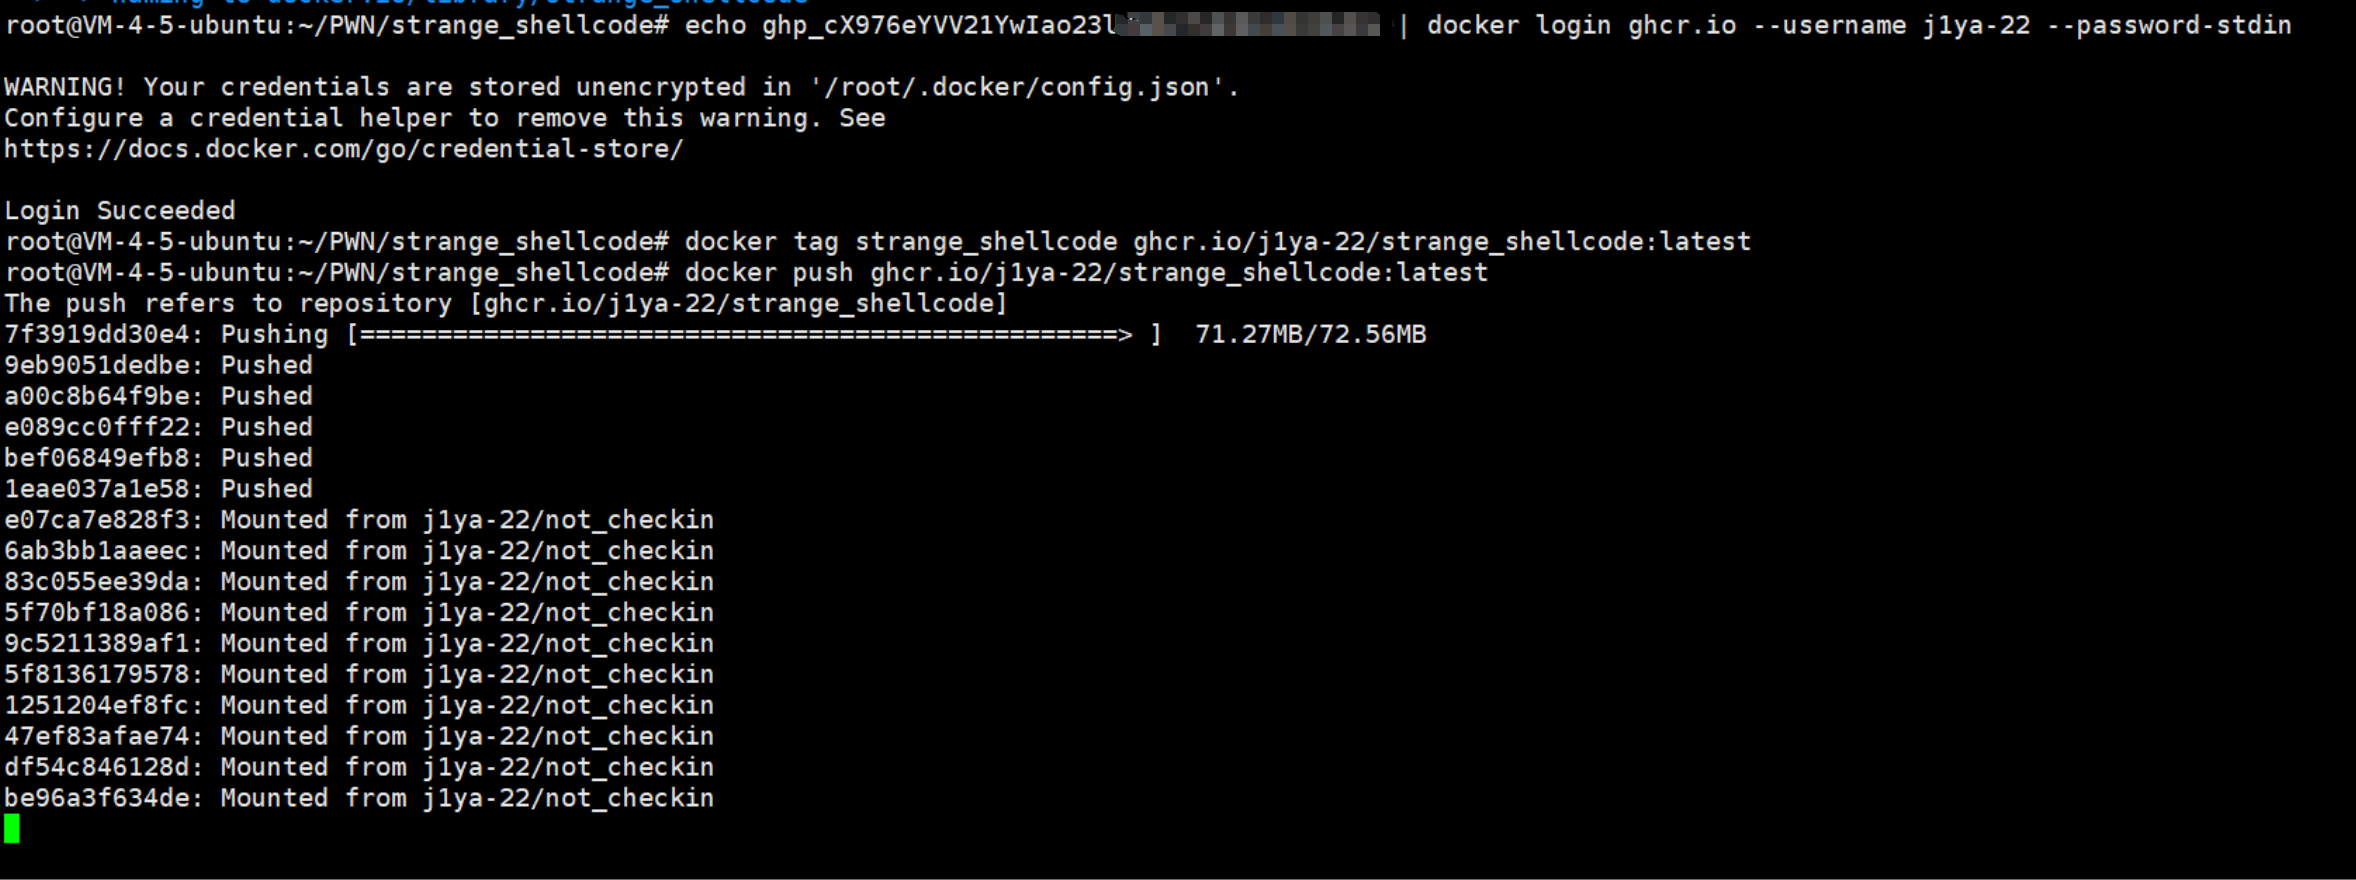 naming to docker.io/library/strange_shellcode
root@VM-4-5-ubuntu:~/PWN/strange_shellcode# echo ghp_cX976eYVV21YwIao23l | docker login ghcr.io --username j1ya-22 --password-stdin
WARNING! Your credentials are stored unencrypted in '/root/.docker/config.json'.
Configure a credential helper to remove this warning. See
https://docs.docker.com/go/credential-store/
Login Succeeded
root@VM-4-5-ubuntu:~/PWN/strange_shellcode# docker tag strange_shellcode ghcr.io/j1ya-22/strange_shellcode:latest
root@VM-4-5-ubuntu:~/PWN/strange_shellcode# docker push ghcr.io/j1ya-22/strange_shellcode:latest
The push refers to repository [ghcr.io/j1ya-22/strange_shellcode]
7f3919dd30e4: Pushing [=================================================> ]  71.27MB/72.56MB
9eb9051dedbe: Pushed
a00c8b64f9be: Pushed
e089cc0fff22: Pushed
bef06849efb8: Pushed
1eae037a1e58: Pushed
e07ca7e828f3: Mounted from j1ya-22/not_checkin
6ab3bb1aaeec: Mounted from j1ya-22/not_checkin
83c055ee39da: Mounted from j1ya-22/not_checkin
5f70bf18a086: Mounted from j1ya-22/not_checkin
9c5211389af1: Mounted from j1ya-22/not_checkin
5f8136179578: Mounted from j1ya-22/not_checkin
1251204ef8fc: Mounted from j1ya-22/not_checkin
47ef83afae74: Mounted from j1ya-22/not_checkin
df54c846128d: Mounted from j1ya-22/not_checkin
be96a3f634de: Mounted from j1ya-22/not_checkin